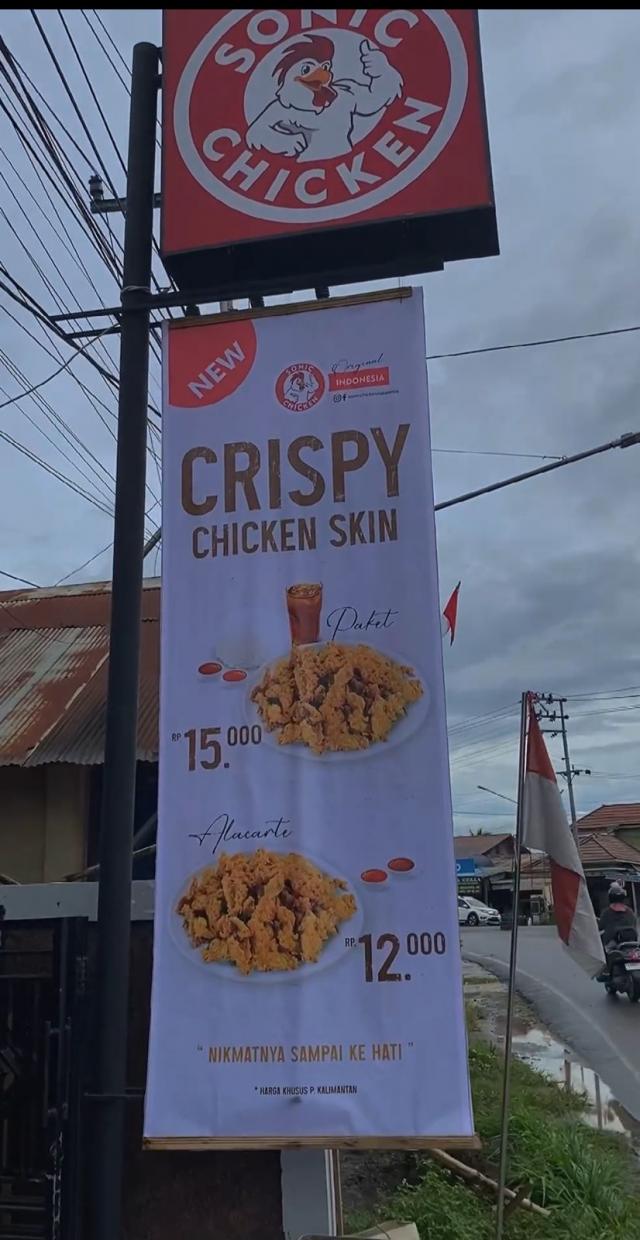 SONIC
CHICKEN
NEW
SONIC
CHICKEN
Original
INDONESIA
CRISPY
CHICKEN SKIN
Paket
RP 15.000
Alacarte
RP. 12.000
“ NIKMATNYA SAMPAI KE HATI ”
* HARGA KHUSUS P. KALIMANTAN